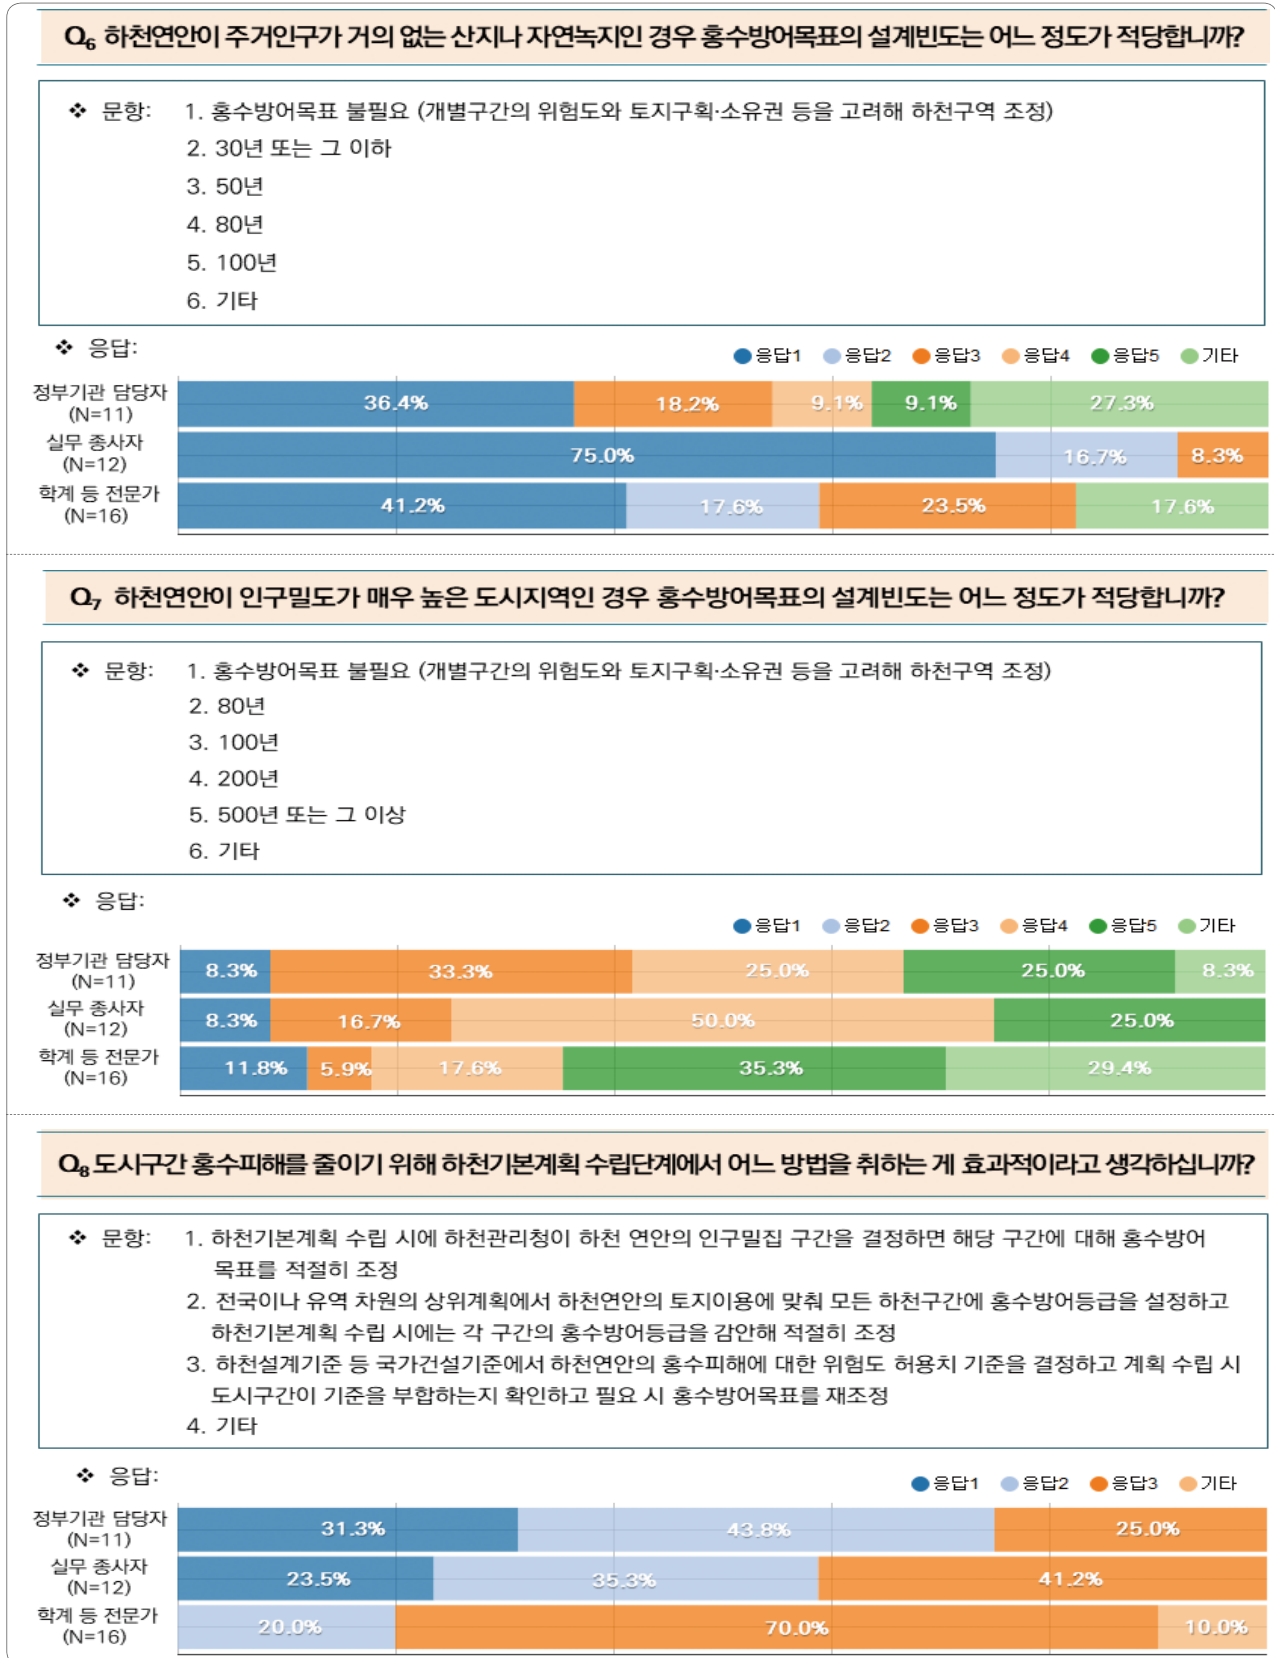 Q6 하천연안이 주거인구가 거의 없는 산지나 자연녹지인 경우 홍수방어목표의 설계빈도는 어느 정도가 적당합니까?
❖ 문항: 1. 홍수방어목표 불필요 (개별구간의 위험도와 토지구획·소유권 등을 고려해 하천구역 조정)
2. 30년 또는 그 이하
3. 50년
4. 80년
5. 100년
6. 기타
❖ 응답:
응답1 응답2 응답3 응답4 응답5 기타
정부기관 담당자
(N=11)
36.4% 18.2% 9.1% 9.1% 27.3%
실무 종사자
(N=12)
75.0% 16.7% 8.3%
학계 등 전문가
(N=16)
41.2% 17.6% 23.5% 17.6%
Q7 하천연안이 인구밀도가 매우 높은 도시지역인 경우 홍수방어목표의 설계빈도는 어느 정도가 적당합니까?
❖ 문항: 1. 홍수방어목표 불필요 (개별구간의 위험도와 토지구획·소유권 등을 고려해 하천구역 조정)
2. 80년
3. 100년
4. 200년
5. 500년 또는 그 이상
6. 기타
❖ 응답:
응답1 응답2 응답3 응답4 응답5 기타
정부기관 담당자
(N=11)
8.3% 33.3% 25.0% 25.0% 8.3%
실무 종사자
(N=12)
8.3% 16.7% 50.0% 25.0%
학계 등 전문가
(N=16)
11.8% 5.9% 17.6% 35.3% 29.4%
Q8 도시구간 홍수피해를 줄이기 위해 하천기본계획 수립단계에서 어느 방법을 취하는 게 효과적이라고 생각하십니까?
❖ 문항: 1. 하천기본계획 수립 시에 하천관리청이 하천 연안의 인구밀집 구간을 결정하면 해당 구간에 대해 홍수방어
목표를 적절히 조정
2. 전국이나 유역 차원의 상위계획에서 하천연안의 토지이용에 맞춰 모든 하천구간에 홍수방어등급을 설정하고
하천기본계획 수립 시에는 각 구간의 홍수방어등급을 감안해 적절히 조정
3. 하천설계기준 등 국가건설기준에서 하천연안의 홍수피해에 대한 위험도 허용치 기준을 결정하고 계획 수립 시
도시구간이 기준을 부합하는지 확인하고 필요 시 홍수방어목표를 재조정
4. 기타
❖ 응답:
응답1 응답2 응답3 기타
정부기관 담당자
(N=11)
31.3% 43.8% 25.0%
실무 종사자
(N=12)
23.5% 35.3% 41.2%
학계 등 전문가
(N=16)
20.0% 70.0% 10.0%